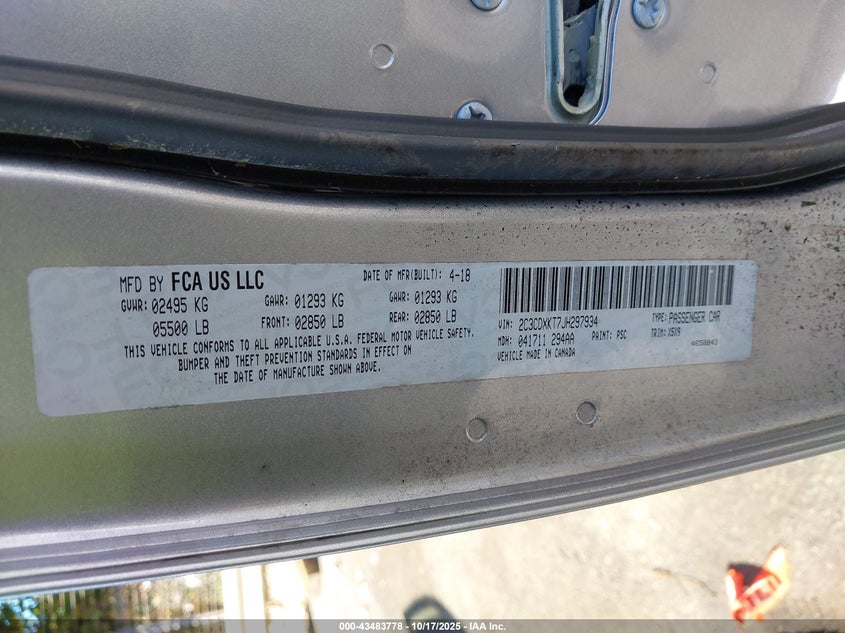 MFD BY FCA US LLC
DATE OF MFR(BUILT): 4-18
GVWR: 02495 KG GAWR: 01293 KG GAWR: 01293 KG
05500 LB FRONT: 02850 LB REAR: 02850 LB
THIS VEHICLE CONFORMS TO ALL APPLICABLE U.S.A. FEDERAL MOTOR VEHICLE SAFETY,
BUMPER AND THEFT PREVENTION STANDARDS IN EFFECT ON
THE DATE OF MANUFACTURE SHOWN ABOVE.
VIN: 2C3CDXKT7JH297934 TYPE: PASSENGER CAR
MDH: 041711 294AA PAINT: PSC TRIM: X5X9
VEHICLE MADE IN CANADA 4658843
000-43483778 - 10/17/2025 - IAA Inc.